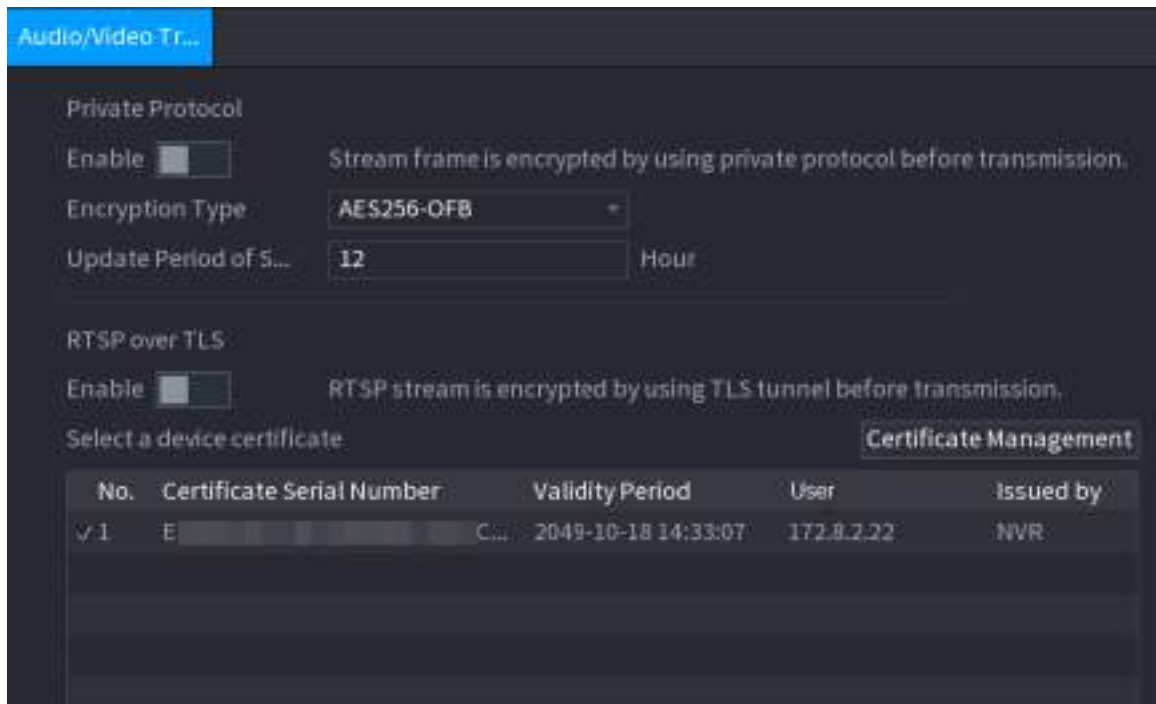 Audio/Video Tr...
Private Protocol
Enable Stream frame is encrypted by using private protocol before transmission.
Encryption Type AES256-OFB
Update Period of S... 12 Hour
RTSP over TLS
Enable RTSP stream is encrypted by using TLS tunnel before transmission.
Select a device certificate Certificate Management
No. Certificate Serial Number Validity Period User Issued by
1 E C... 2049-10-18 14:33:07 172.8.2.22 NVR